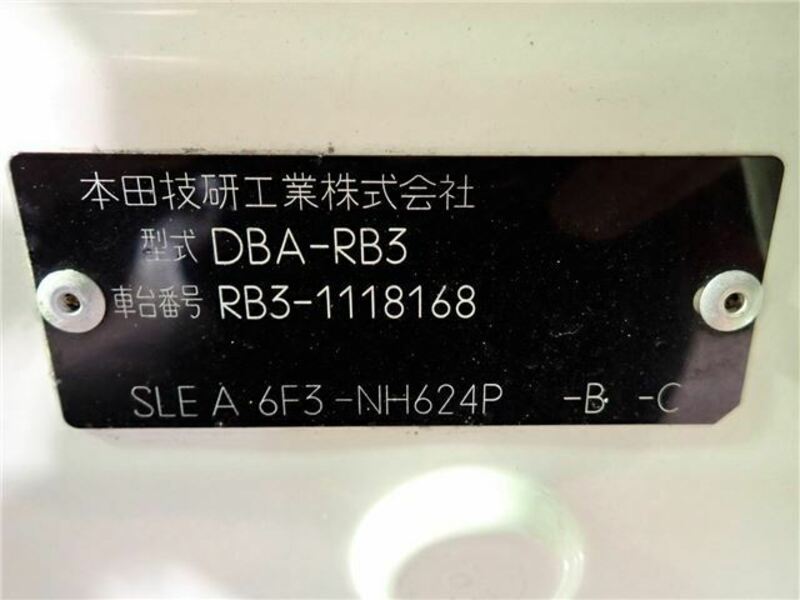 本田技研工業株式会社
型式 DBA-RB3
車台番号 RB3-1118168
SLE A 6F3-NH624P -B -C